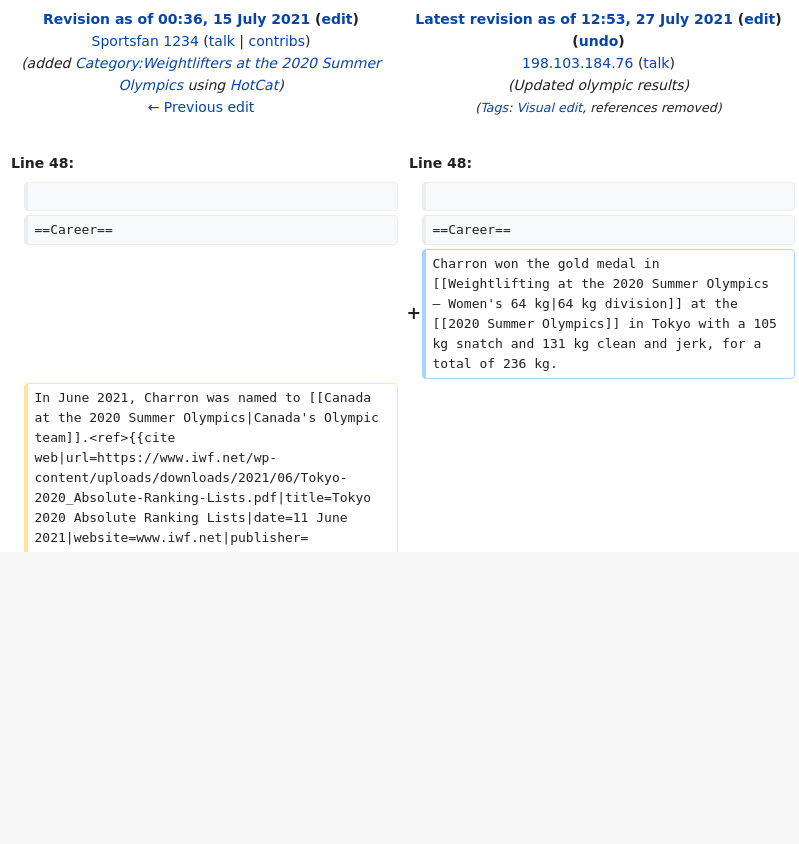 Revision as of 00:36, 15 July 2021 (edit)
Sportsfan 1234 (talk | contribs)
(added Category:Weightlifters at the 2020 Summer
Olympics using HotCat)
← Previous edit
Latest revision as of 12:53, 27 July 2021 (edit)
(undo)
198.103.184.76 (talk)
(Updated olympic results)
(Tags: Visual edit, references removed)
Line 48:
Line 48:
==Career==
==Career==
+
Charron won the gold medal in
[[Weightlifting at the 2020 Summer Olympics
– Women's 64 kg|64 kg division]] at the
[[2020 Summer Olympics]] in Tokyo with a 105
kg snatch and 131 kg clean and jerk, for a
total of 236 kg.
In June 2021, Charron was named to [[Canada
at the 2020 Summer Olympics|Canada's Olympic
team]].<ref>{{cite
web|url=https://www.iwf.net/wp-
content/uploads/downloads/2021/06/Tokyo-
2020_Absolute-Ranking-Lists.pdf|title=Tokyo
2020 Absolute Ranking Lists|date=11 June
2021|website=www.iwf.net|publisher=